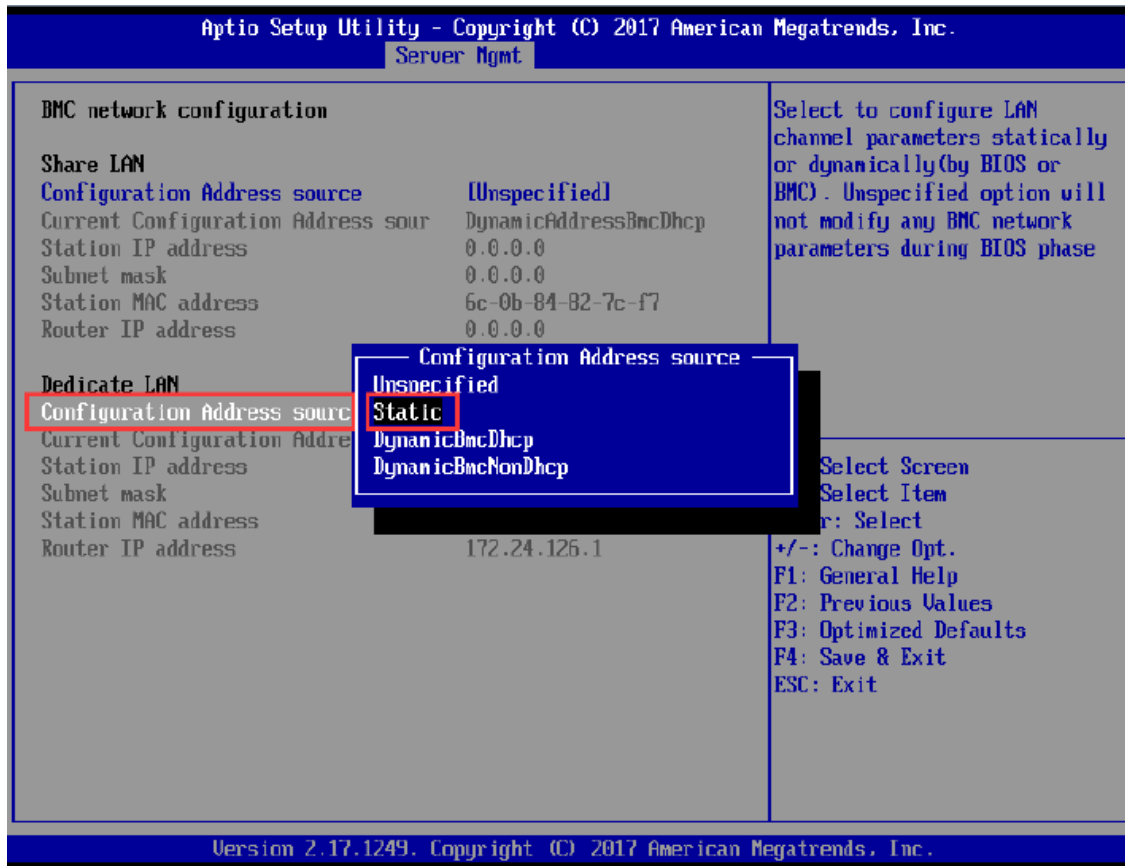 Aptio Setup Utility - Copyright (C) 2017 American Megatrends, Inc.
Server Mgmt
BMC network configuration
Share LAN
Configuration Address source [Unspecified]
Current Configuration Address sour DynamicAddressBmcDhcp
Station IP address 0.0.0.0
Subnet mask 0.0.0.0
Station MAC address 6c-0b-84-82-7c-f7
Router IP address 0.0.0.0
Dedicate LAN
Configuration Address sourc
Current Configuration Addre
Station IP address
Subnet mask
Station MAC address
Router IP address 172.24.126.1
Configuration Address source
Unspecified
Static
DynamicBmcDhcp
DynamicBmcNonDhcp
Select to configure LAN
channel parameters statically
or dynamically(by BIOS or
BMC). Unspecified option will
not modify any BMC network
parameters during BIOS phase
Select Screen
Select Item
r: Select
+/-: Change Opt.
F1: General Help
F2: Previous Values
F3: Optimized Defaults
F4: Save & Exit
ESC: Exit
Version 2.17.1249. Copyright (C) 2017 American Megatrends, Inc.